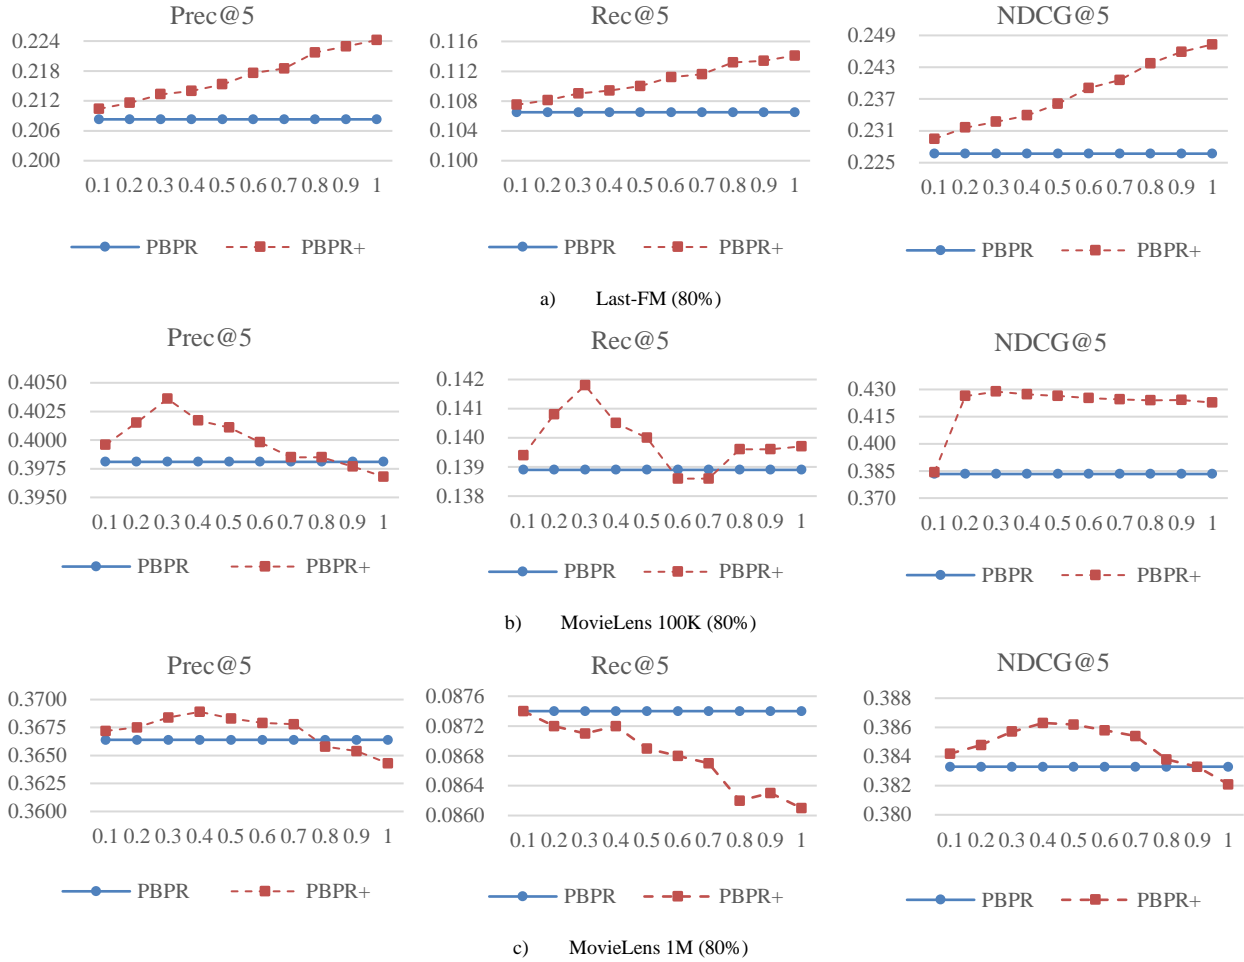 Prec@5
0.224
0.218
0.212
0.206
0.200
0.1 0.2 0.3 0.4 0.5 0.6 0.7 0.8 0.9 1
PBPR PBPR+
Rec@5
0.116
0.112
0.108
0.104
0.100
0.1 0.2 0.3 0.4 0.5 0.6 0.7 0.8 0.9 1
PBPR PBPR+
NDCG@5
0.249
0.243
0.237
0.231
0.225
0.1 0.2 0.3 0.4 0.5 0.6 0.7 0.8 0.9 1
PBPR PBPR+
a) Last-FM (80%)
Prec@5
0.4050
0.4025
0.4000
0.3975
0.3950
0.1 0.2 0.3 0.4 0.5 0.6 0.7 0.8 0.9 1
PBPR PBPR+
Rec@5
0.142
0.141
0.140
0.139
0.138
0.1 0.2 0.3 0.4 0.5 0.6 0.7 0.8 0.9 1
PBPR PBPR+
NDCG@5
0.430
0.415
0.400
0.385
0.370
0.1 0.2 0.3 0.4 0.5 0.6 0.7 0.8 0.9 1
PBPR PBPR+
b) MovieLens 100K (80%)
Prec@5
0.3700
0.3675
0.3650
0.3625
0.3600
0.1 0.2 0.3 0.4 0.5 0.6 0.7 0.8 0.9 1
PBPR PBPR+
Rec@5
0.0876
0.0872
0.0868
0.0864
0.0860
0.1 0.2 0.3 0.4 0.5 0.6 0.7 0.8 0.9 1
PBPR PBPR+
NDCG@5
0.388
0.386
0.384
0.382
0.380
0.1 0.2 0.3 0.4 0.5 0.6 0.7 0.8 0.9 1
PBPR PBPR+
c) MovieLens 1M (80%)